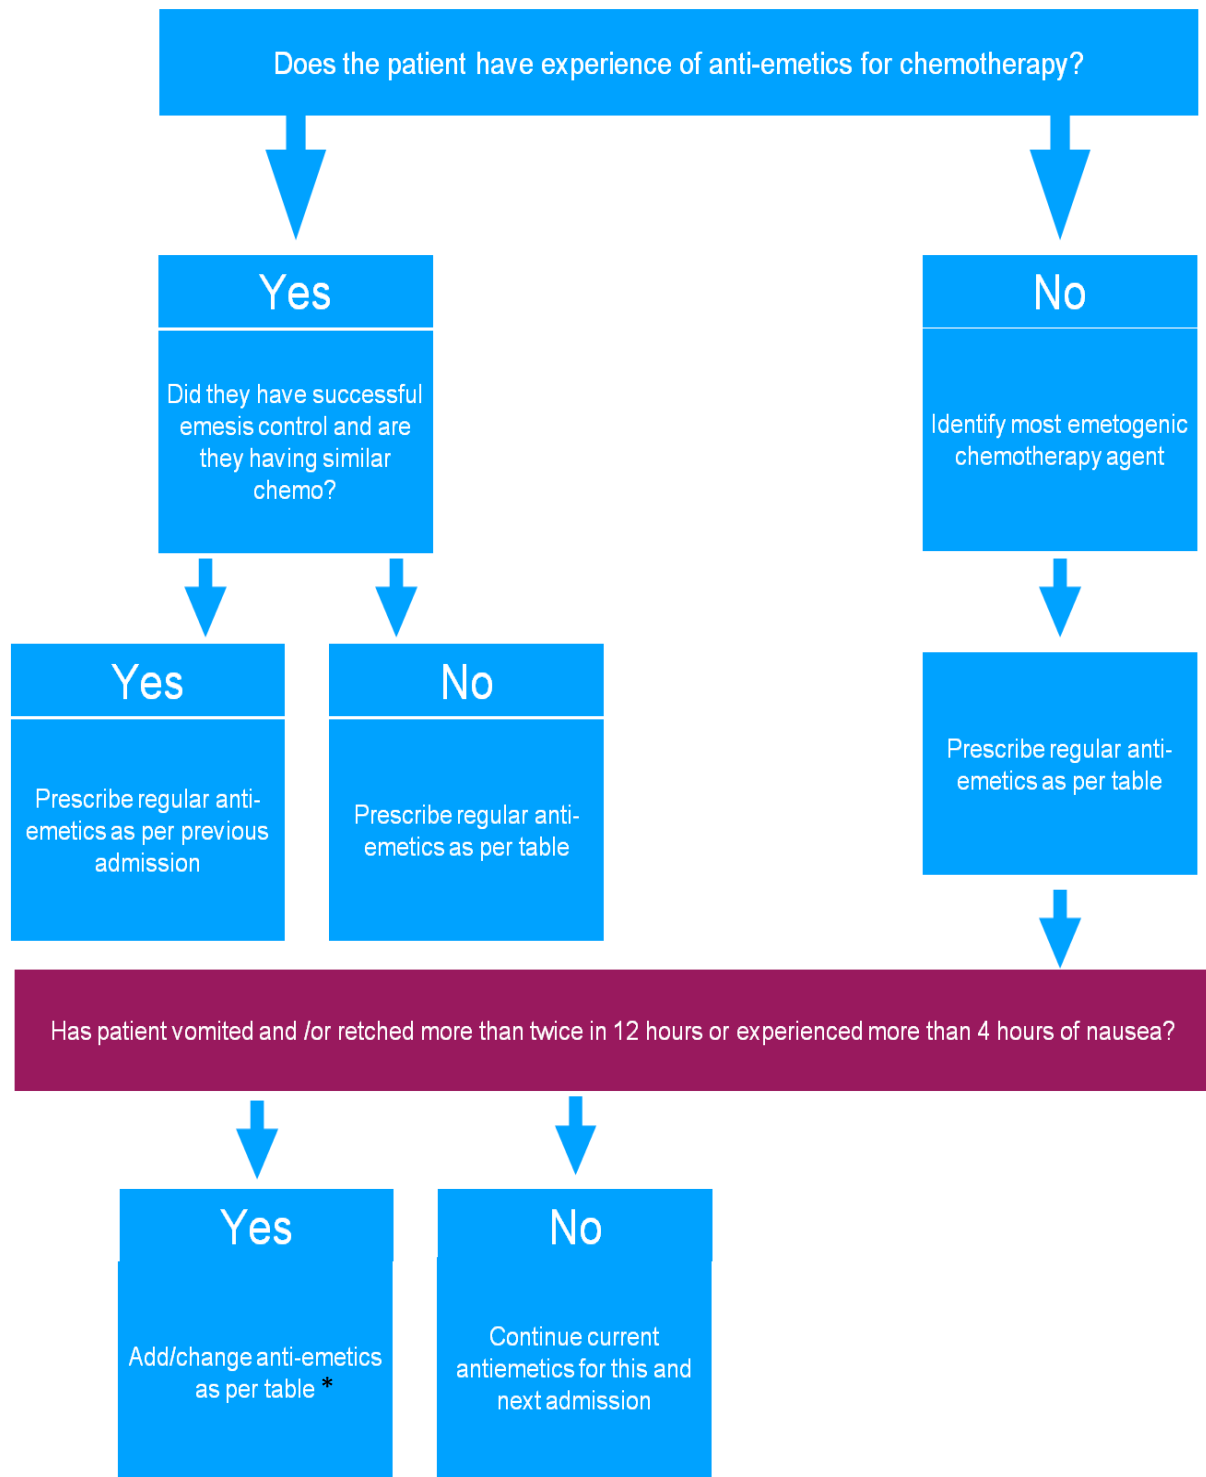 Does the patient have experience of anti-emetics for chemotherapy?
Yes
Did they have successful
emesis control and are
they having similar
chemo?
No
Identify most emetogenic
chemotherapy agent
Yes
Prescribe regular anti-
emetics as per previous
admission
No
Prescribe regular anti-
emetics as per table
Prescribe regular anti-
emetics as per table
Has patient vomited and /or retched more than twice in 12 hours or experienced more than 4 hours of nausea?
Yes
Add/change anti-emetics
as per table *
No
Continue current
antiemetics for this and
next admission